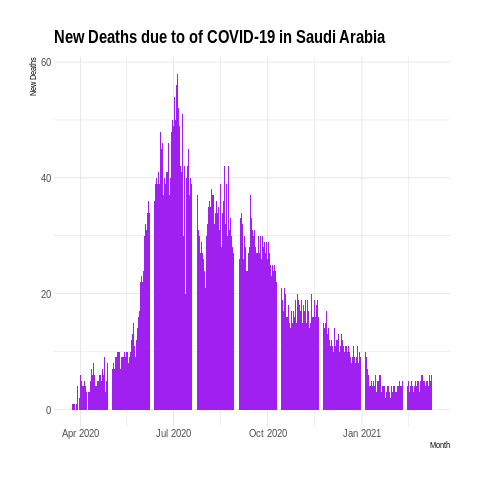 New Deaths due to of COVID-19 in Saudi Arabia
New Deaths
60
40
20
0
Apr 2020
Jul 2020
Oct 2020
Jan 2021
Month